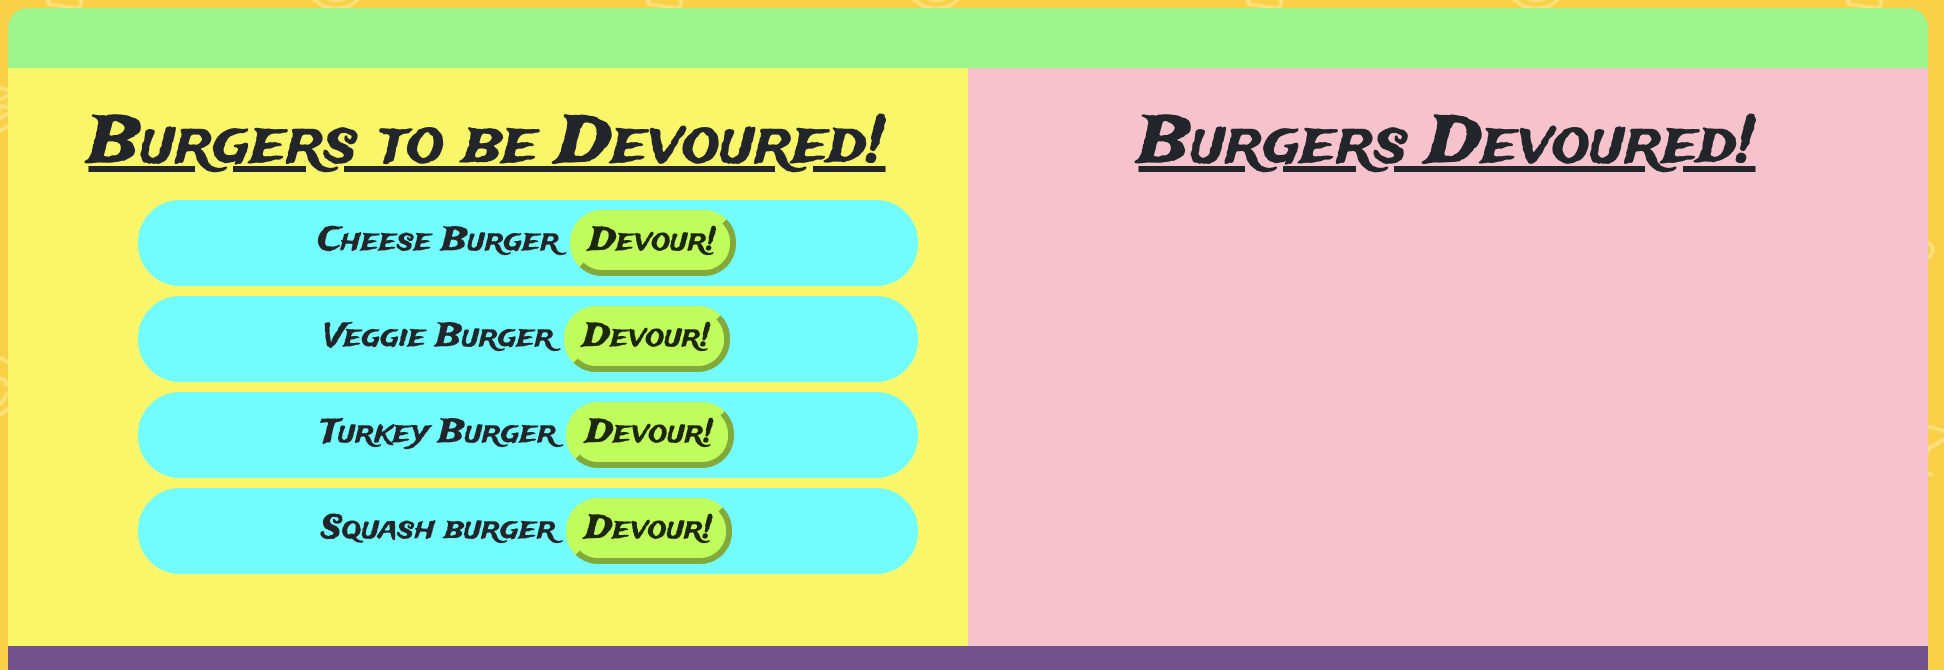 Burgers to be Devoured!
Cheese Burger Devour!
Veggie Burger Devour!
Turkey Burger Devour!
Squash burger Devour!
Burgers Devoured!